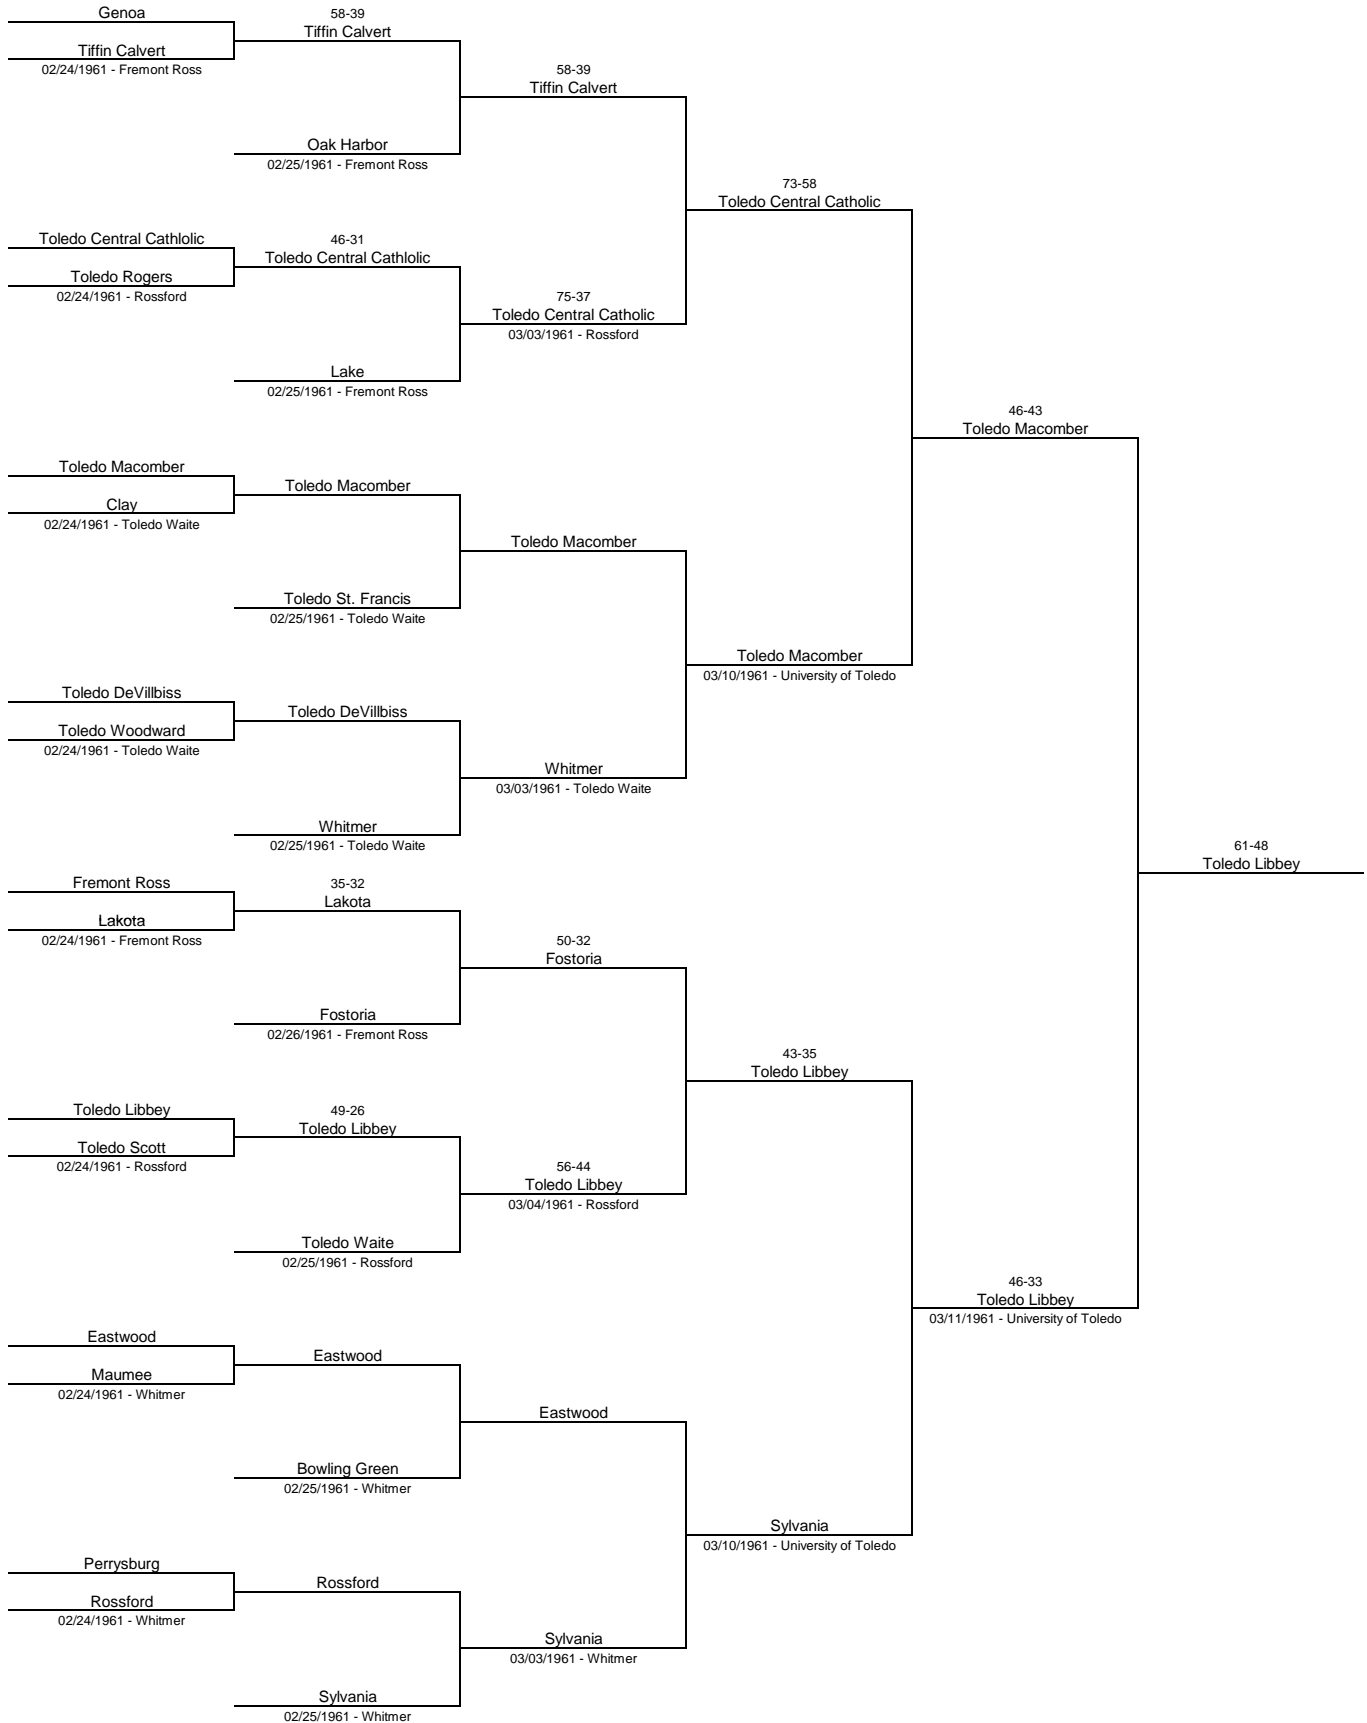 Genoa
58-39
Tiffin Calvert
Tiffin Calvert
02/24/1961 - Fremont Ross
58-39
Tiffin Calvert
Oak Harbor
02/25/1961 - Fremont Ross
73-58
Toledo Central Catholic
Toledo Central Cathlolic
46-31
Toledo Central Cathlolic
Toledo Rogers
02/24/1961 - Rossford
75-37
Toledo Central Catholic
03/03/1961 - Rossford
Lake
02/25/1961 - Fremont Ross
46-43
Toledo Macomber
Toledo Macomber
Toledo Macomber
Clay
02/24/1961 - Toledo Waite
Toledo Macomber
Toledo St. Francis
02/25/1961 - Toledo Waite
Toledo Macomber
03/10/1961 - University of Toledo
Toledo DeVillbiss
Toledo DeVillbiss
Toledo Woodward
02/24/1961 - Toledo Waite
Whitmer
03/03/1961 - Toledo Waite
Whitmer
02/25/1961 - Toledo Waite
61-48
Toledo Libbey
Fremont Ross
35-32
Lakota
Lakota
02/24/1961 - Fremont Ross
50-32
Fostoria
Fostoria
02/26/1961 - Fremont Ross
43-35
Toledo Libbey
Toledo Libbey
49-26
Toledo Libbey
Toledo Scott
02/24/1961 - Rossford
56-44
Toledo Libbey
03/04/1961 - Rossford
Toledo Waite
02/25/1961 - Rossford
46-33
Toledo Libbey
03/11/1961 - University of Toledo
Eastwood
Eastwood
Maumee
02/24/1961 - Whitmer
Eastwood
Bowling Green
02/25/1961 - Whitmer
Sylvania
03/10/1961 - University of Toledo
Perrysburg
Rossford
Rossford
02/24/1961 - Whitmer
Sylvania
03/03/1961 - Whitmer
Sylvania
02/25/1961 - Whitmer